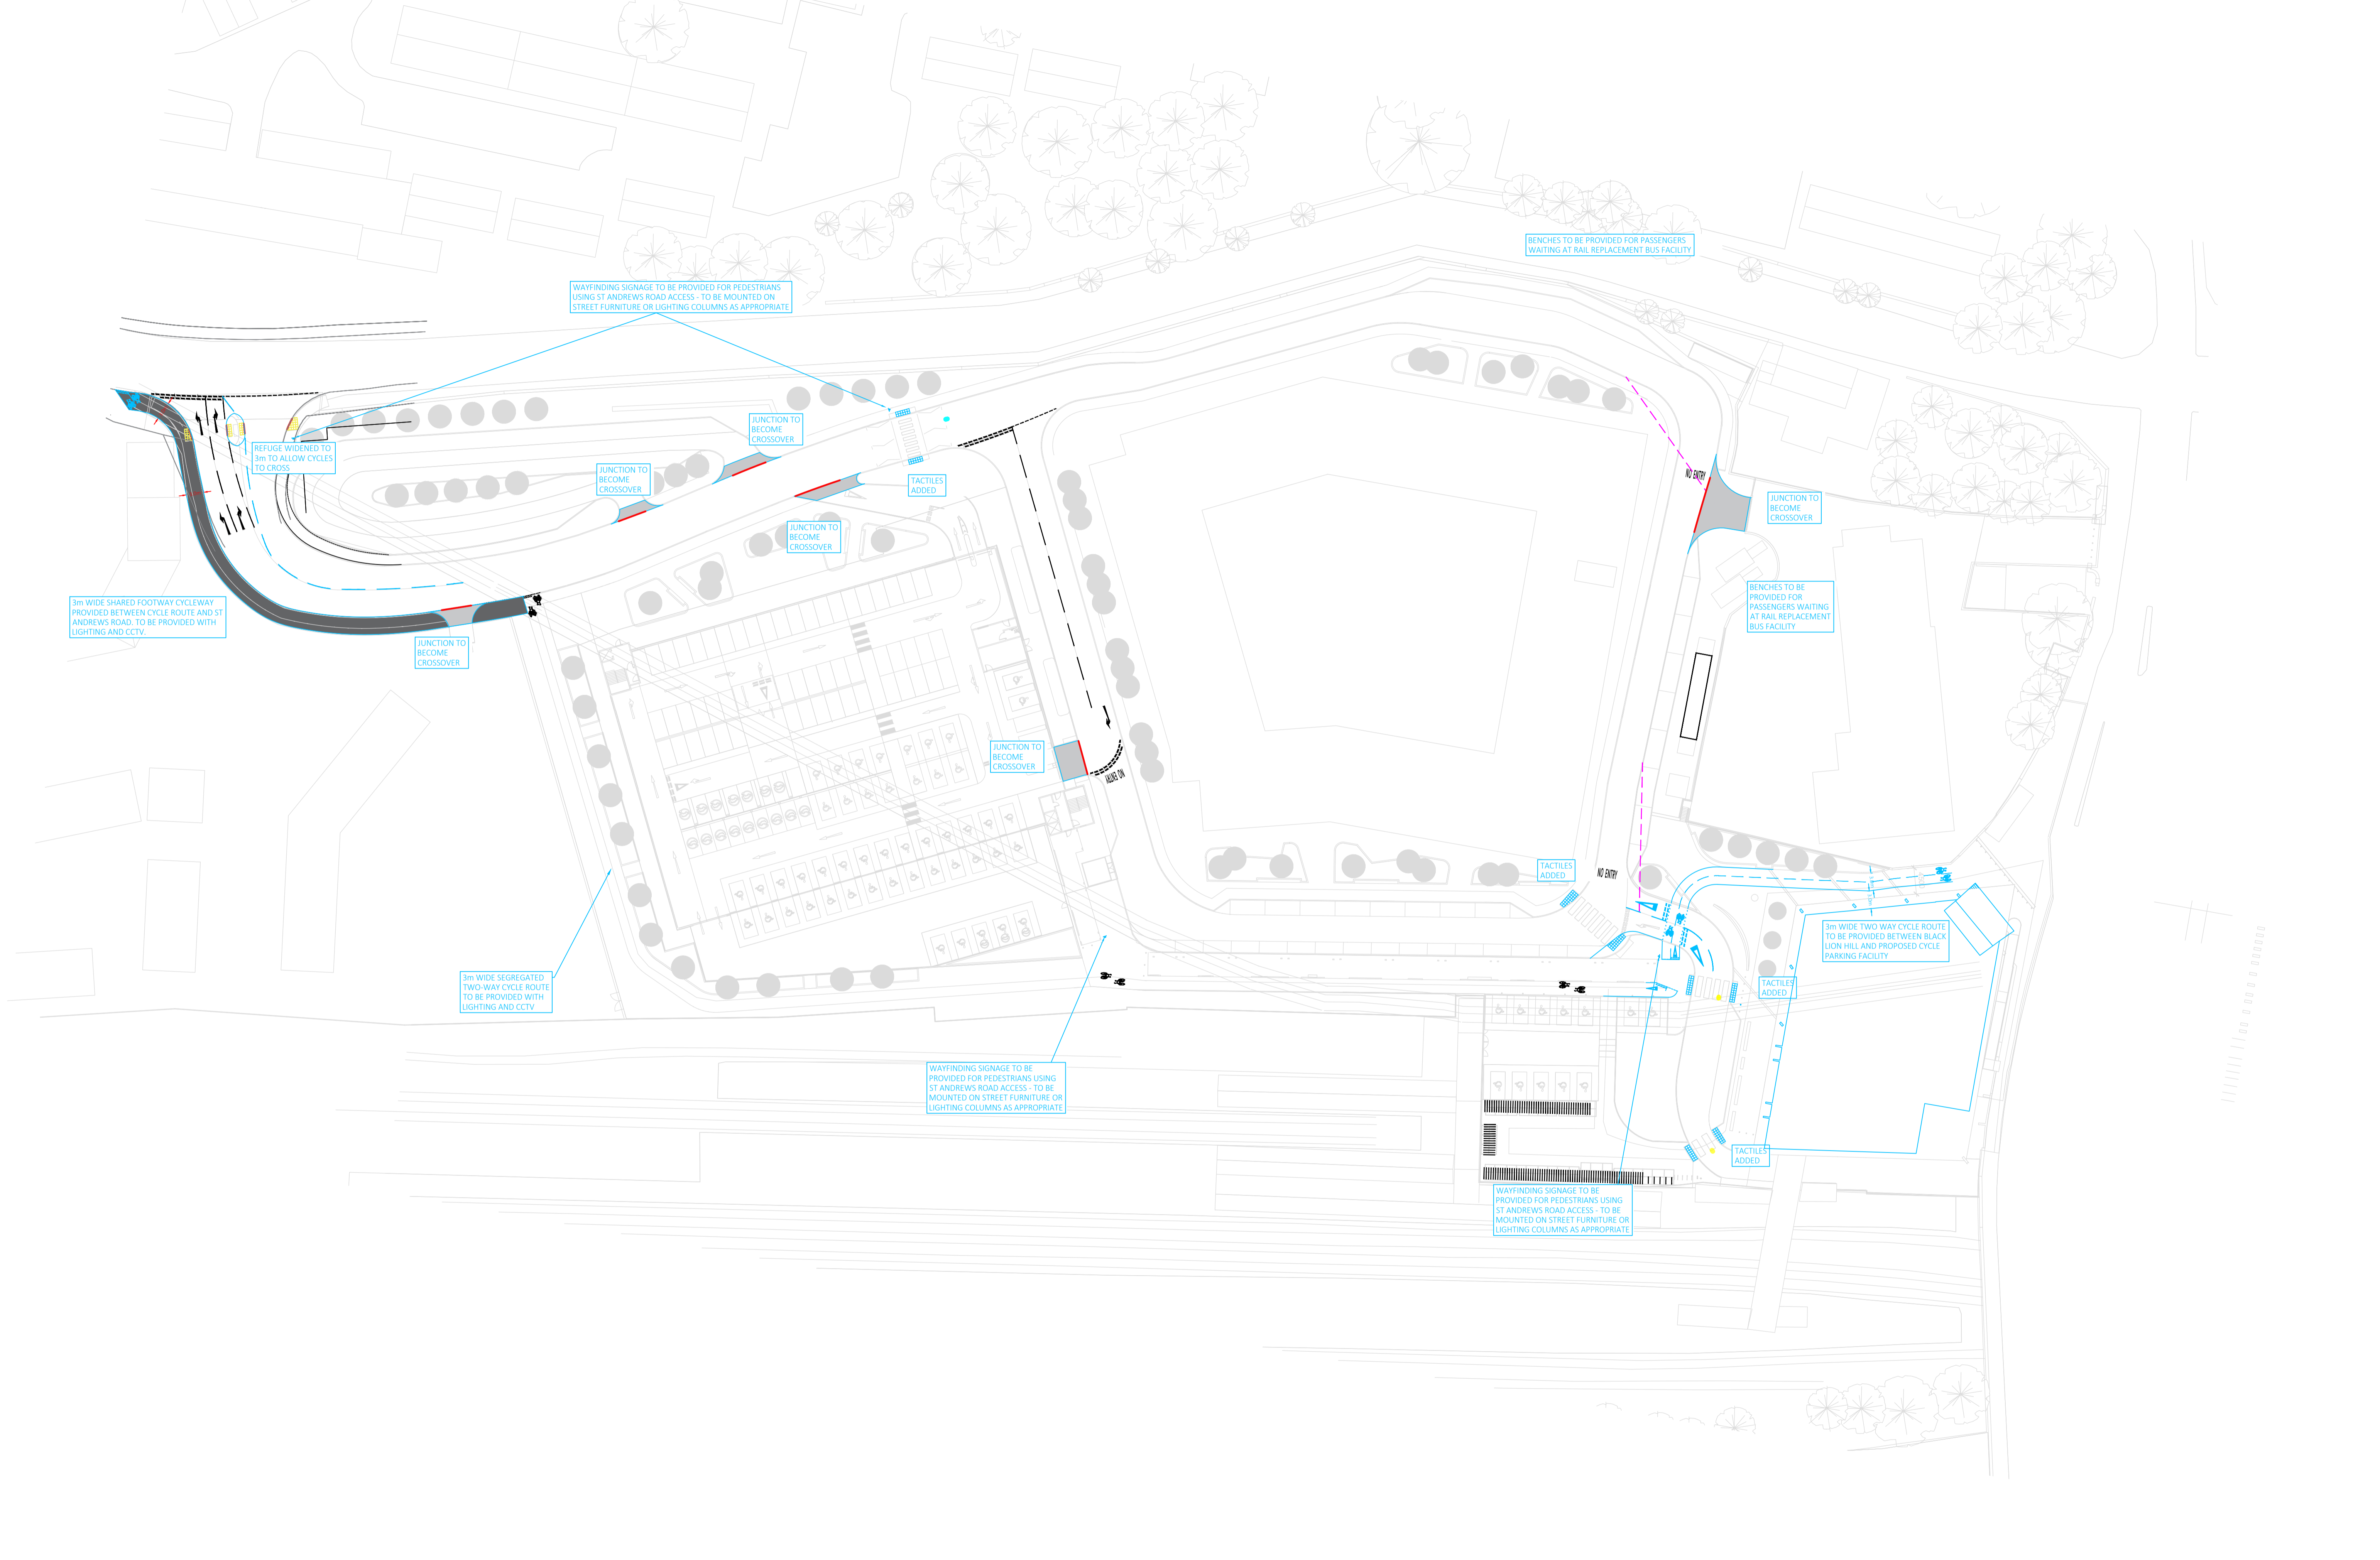 BENCHES TO BE PROVIDED FOR PASSENGERS
WAITING AT RAIL REPLACEMENT BUS FACILITY
WAYFINDING SIGNAGE TO BE PROVIDED FOR PEDESTRIANS
USING ST ANDREWS ROAD ACCESS - TO BE MOUNTED ON
STREET FURNITURE OR LIGHTING COLUMNS AS APPROPRIATE
JUNCTION TO
BECOME
CROSSOVER
REFUGE WIDENED TO
3m TO ALLOW CYCLES
TO CROSS
JUNCTION TO
BECOME
CROSSOVER
TACTILES
ADDED
NO ENTRY
JUNCTION TO
BECOME
CROSSOVER
JUNCTION TO
BECOME
CROSSOVER
BENCHES TO BE
PROVIDED FOR
PASSENGERS WAITING
AT RAIL REPLACEMENT
BUS FACILITY
3m WIDE SHARED FOOTWAY CYCLEWAY
PROVIDED BETWEEN CYCLE ROUTE AND ST
ANDREWS ROAD. TO BE PROVIDED WITH
LIGHTING AND CCTV.
JUNCTION TO
BECOME
CROSSOVER
JUNCTION TO
BECOME
CROSSOVER
NO ENTRY
TACTILES
ADDED
NO ENTRY
3m WIDE TWO WAY CYCLE ROUTE
TO BE PROVIDED BETWEEN BLACK
LION HILL AND PROPOSED CYCLE
PARKING FACILITY
3m WIDE SEGREGATED
TWO-WAY CYCLE ROUTE
TO BE PROVIDED WITH
LIGHTING AND CCTV
TACTILES
ADDED
WAYFINDING SIGNAGE TO BE
PROVIDED FOR PEDESTRIANS USING
ST ANDREWS ROAD ACCESS - TO BE
MOUNTED ON STREET FURNITURE OR
LIGHTING COLUMNS AS APPROPRIATE
TACTILES
ADDED
WAYFINDING SIGNAGE TO BE
PROVIDED FOR PEDESTRIANS USING
ST ANDREWS ROAD ACCESS - TO BE
MOUNTED ON STREET FURNITURE OR
LIGHTING COLUMNS AS APPROPRIATE